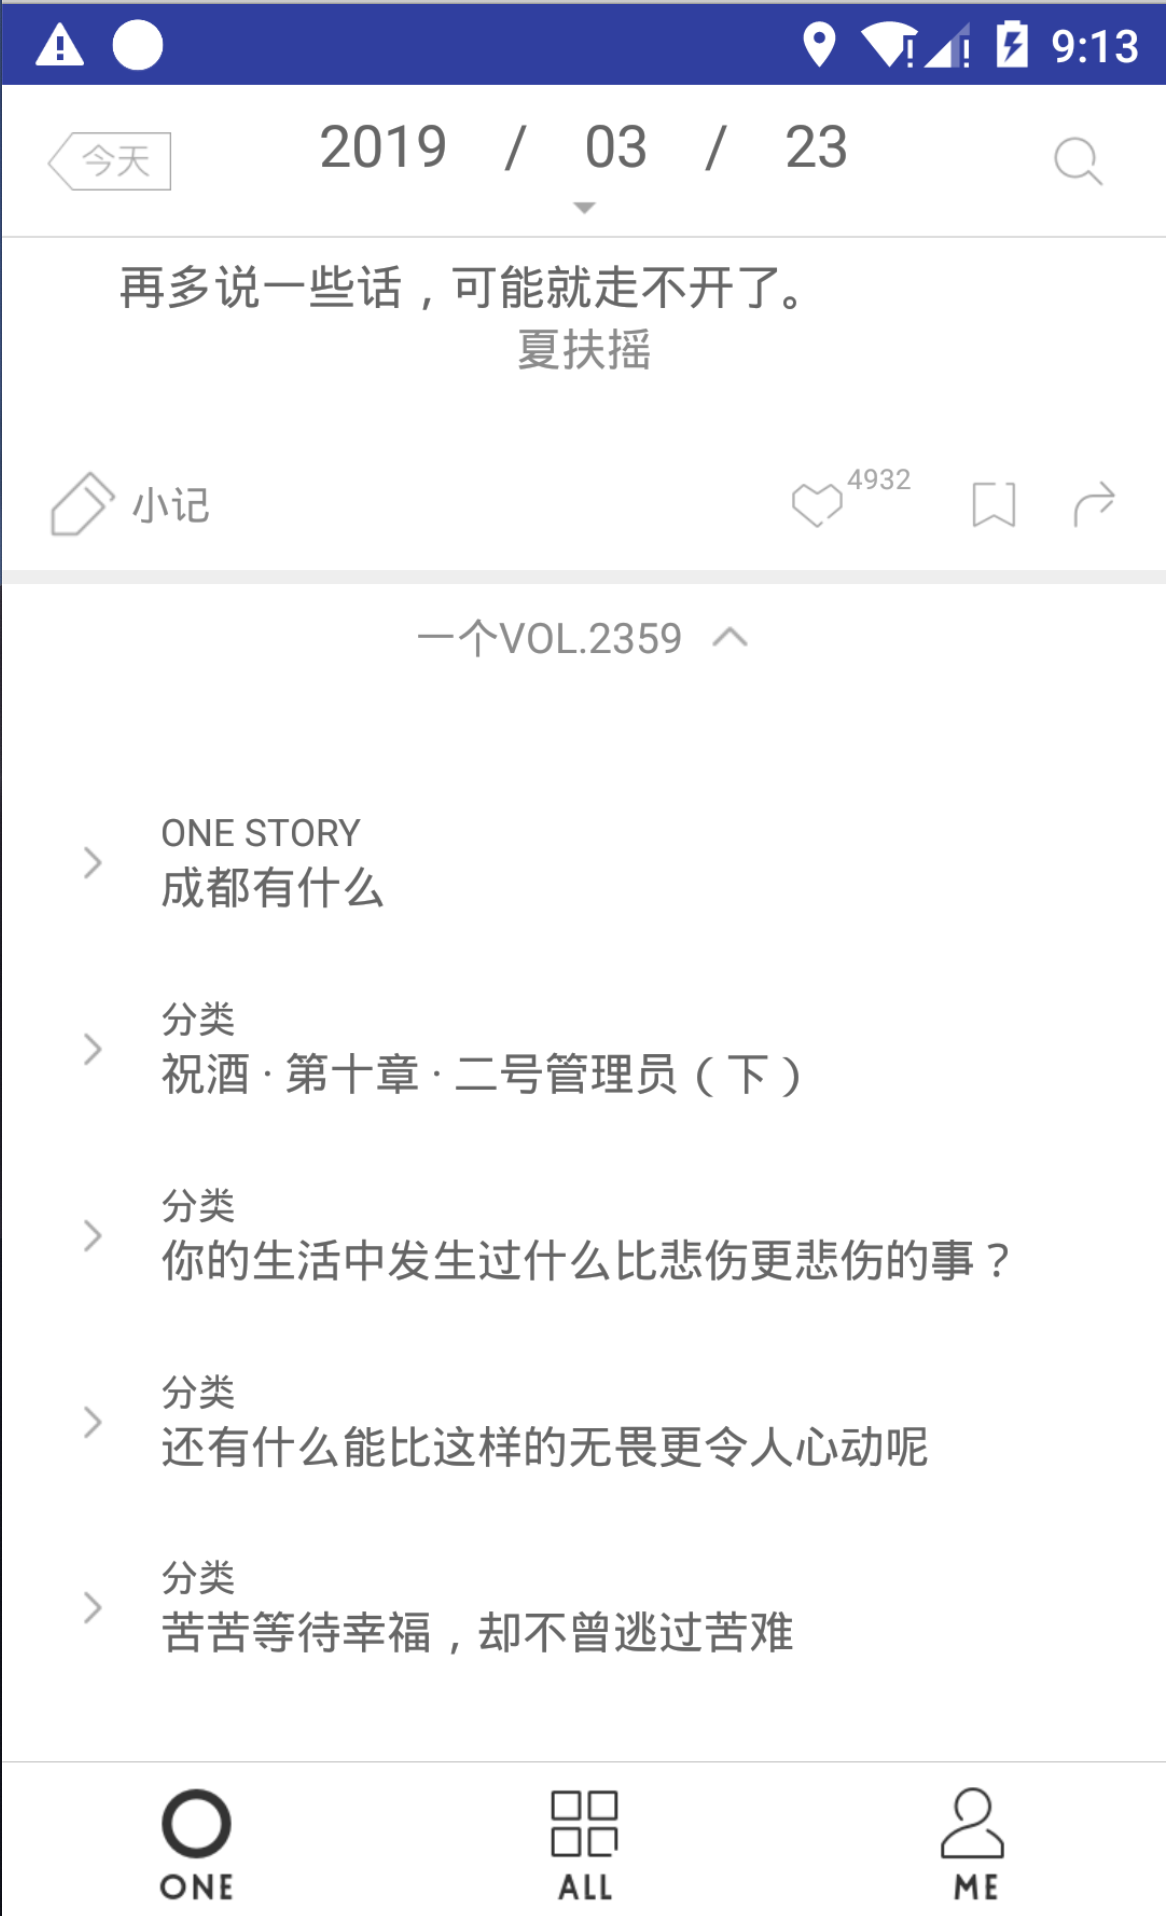 9:13
今天
2019 / 03 / 23
再多说一些话，可能就走不开了。
夏扶摇
小记
4932
一个VOL.2359
ONE STORY
成都有什么
分类
祝酒 · 第十章 · 二号管理员（下）
分类
你的生活中发生过什么比悲伤更悲伤的事？
分类
还有什么能比这样的无畏更令人心动呢
分类
苦苦等待幸福，却不曾逃过苦难
ONE
ALL
ME